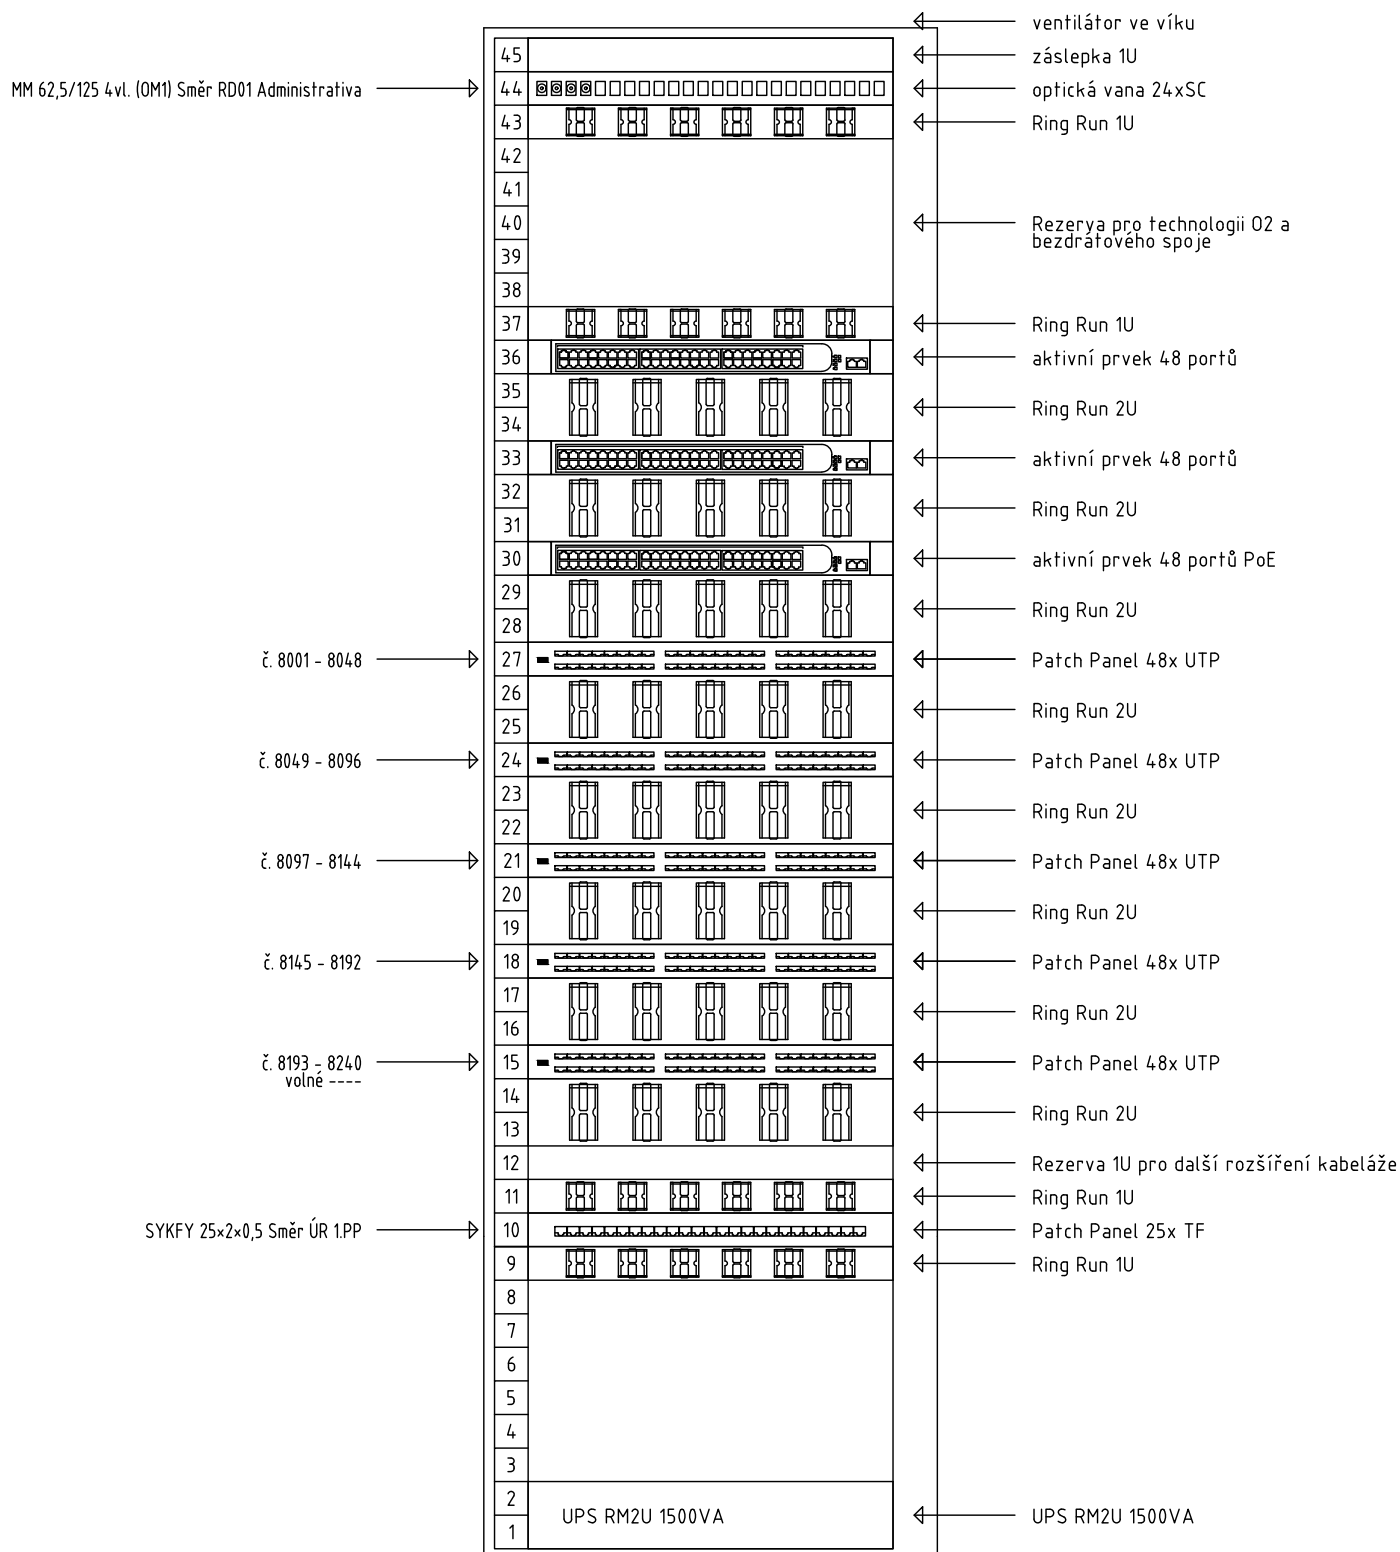 ventilátor ve víku
45 záslepka 1U
MM 62,5/125 4vl. (OM1) Směr RD01 Administrativa 44 optická vana 24xSC
43 Ring Run 1U
42
41
40 Rezerva pro technologii O2 a
bezdrátového spoje
39
38
37 Ring Run 1U
36 aktivní prvek 48 portů
35
Ring Run 2U
34
33 aktivní prvek 48 portů
32
Ring Run 2U
31
30 aktivní prvek 48 portů PoE
29
Ring Run 2U
28
č. 8001 - 8048 27 Patch Panel 48x UTP
26
Ring Run 2U
25
č. 8049 - 8096 24 Patch Panel 48x UTP
23
Ring Run 2U
22
č. 8097 - 8144 21 Patch Panel 48x UTP
20
Ring Run 2U
19
č. 8145 - 8192 18 Patch Panel 48x UTP
17
Ring Run 2U
16
č. 8193 - 8240 15 Patch Panel 48x UTP
volné ----
14
Ring Run 2U
13
12 Rezerva 1U pro další rozšíření kabeláže
11 Ring Run 1U
SYKFY 25x2x0,5 Směr ÚR 1.PP 10 Patch Panel 25x TF
9 Ring Run 1U
8
7
6
5
4
3
2
UPS RM2U 1500VA UPS RM2U 1500VA
1